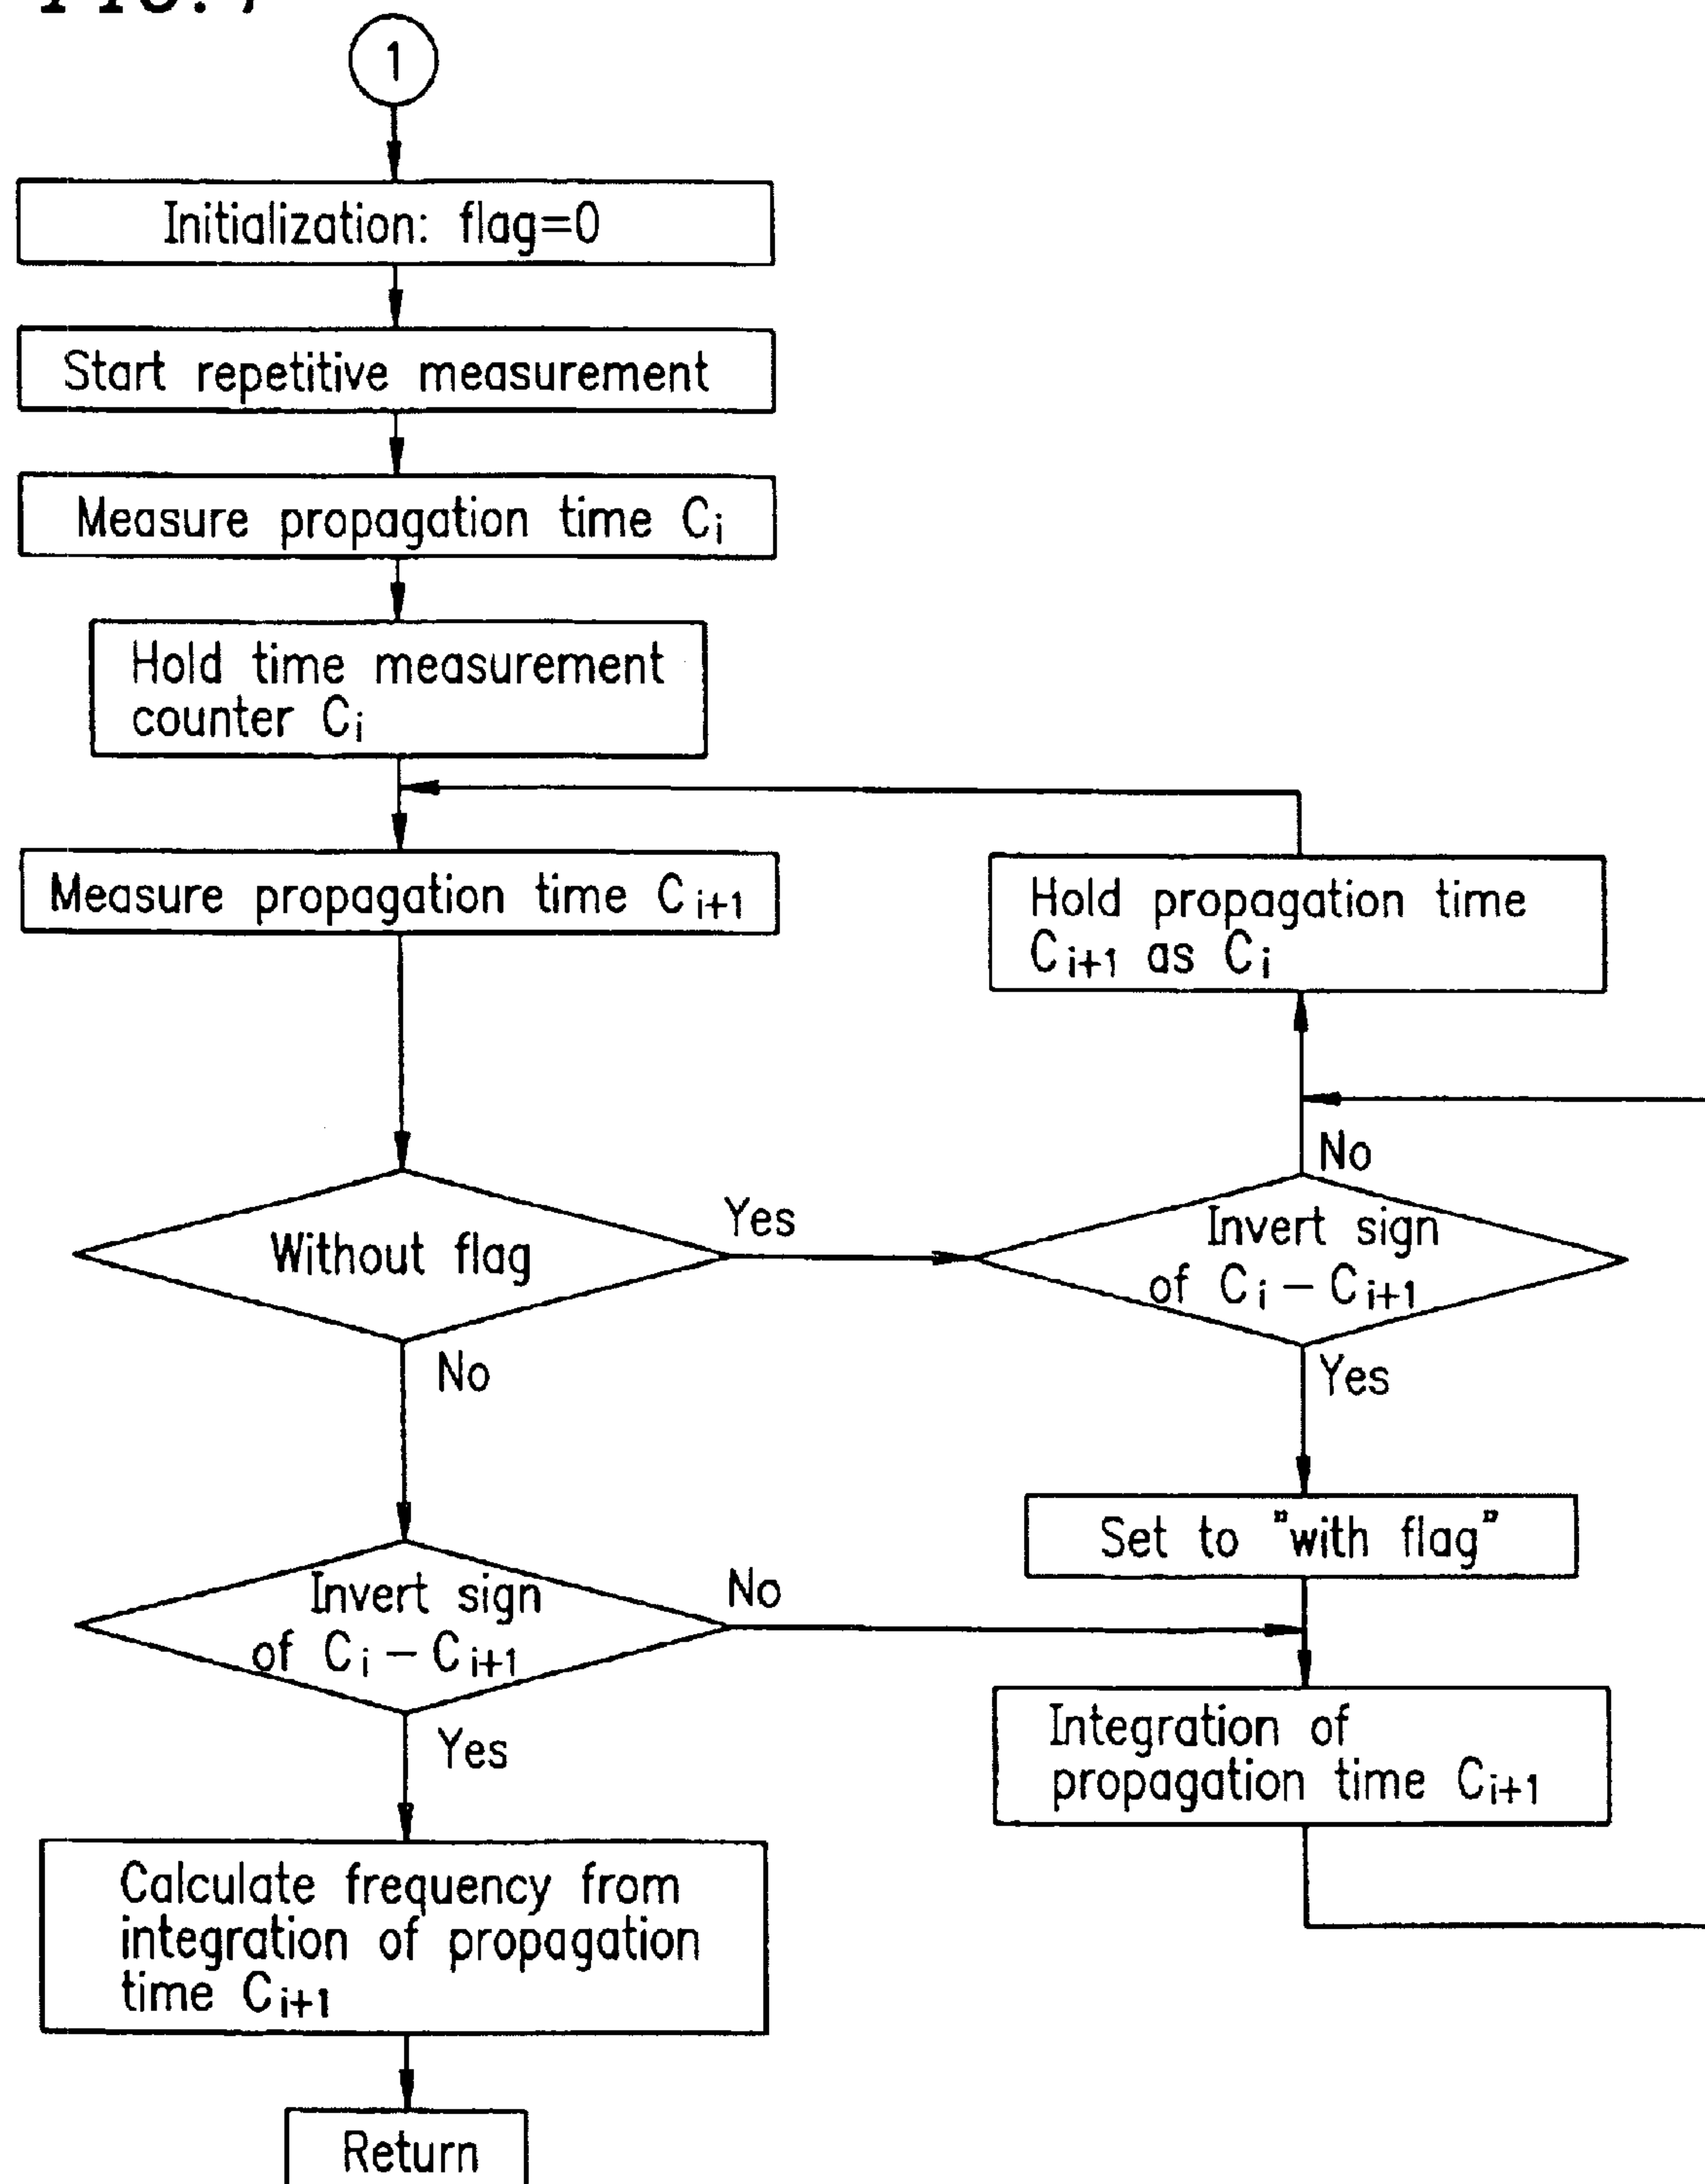 1
Initialization: flag=0
Start repetitive measurement
Measure propagation time Ci
Hold time measurement
counter Ci
Measure propagation time Ci+1
Hold propagation time
Ci+1 as Ci
Without flag
Yes
No
Invert sign
of Ci – Ci+1
No
Yes
Set to "with flag"
Invert sign
of Ci – Ci+1
No
Yes
Integration of
propagation time Ci+1
Calculate frequency from
integration of propagation
time Ci+1
Return